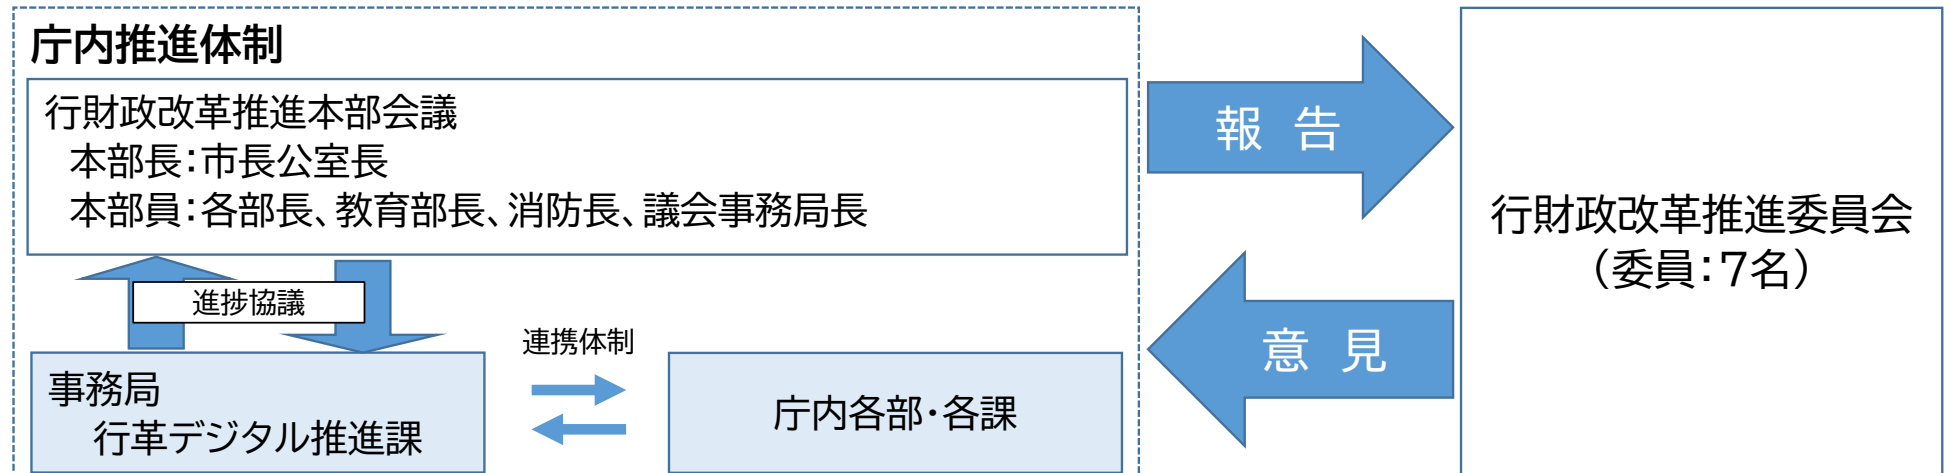 庁内推進体制
行財政改革推進本部会議
本部長：市長公室長
本部員：各部長、教育部長、消防長、議会事務局長
進捗協議
事務局
行革デジタル推進課
連携体制
庁内各部・各課
報 告
意 見
行財政改革推進委員会
（委員：7名）